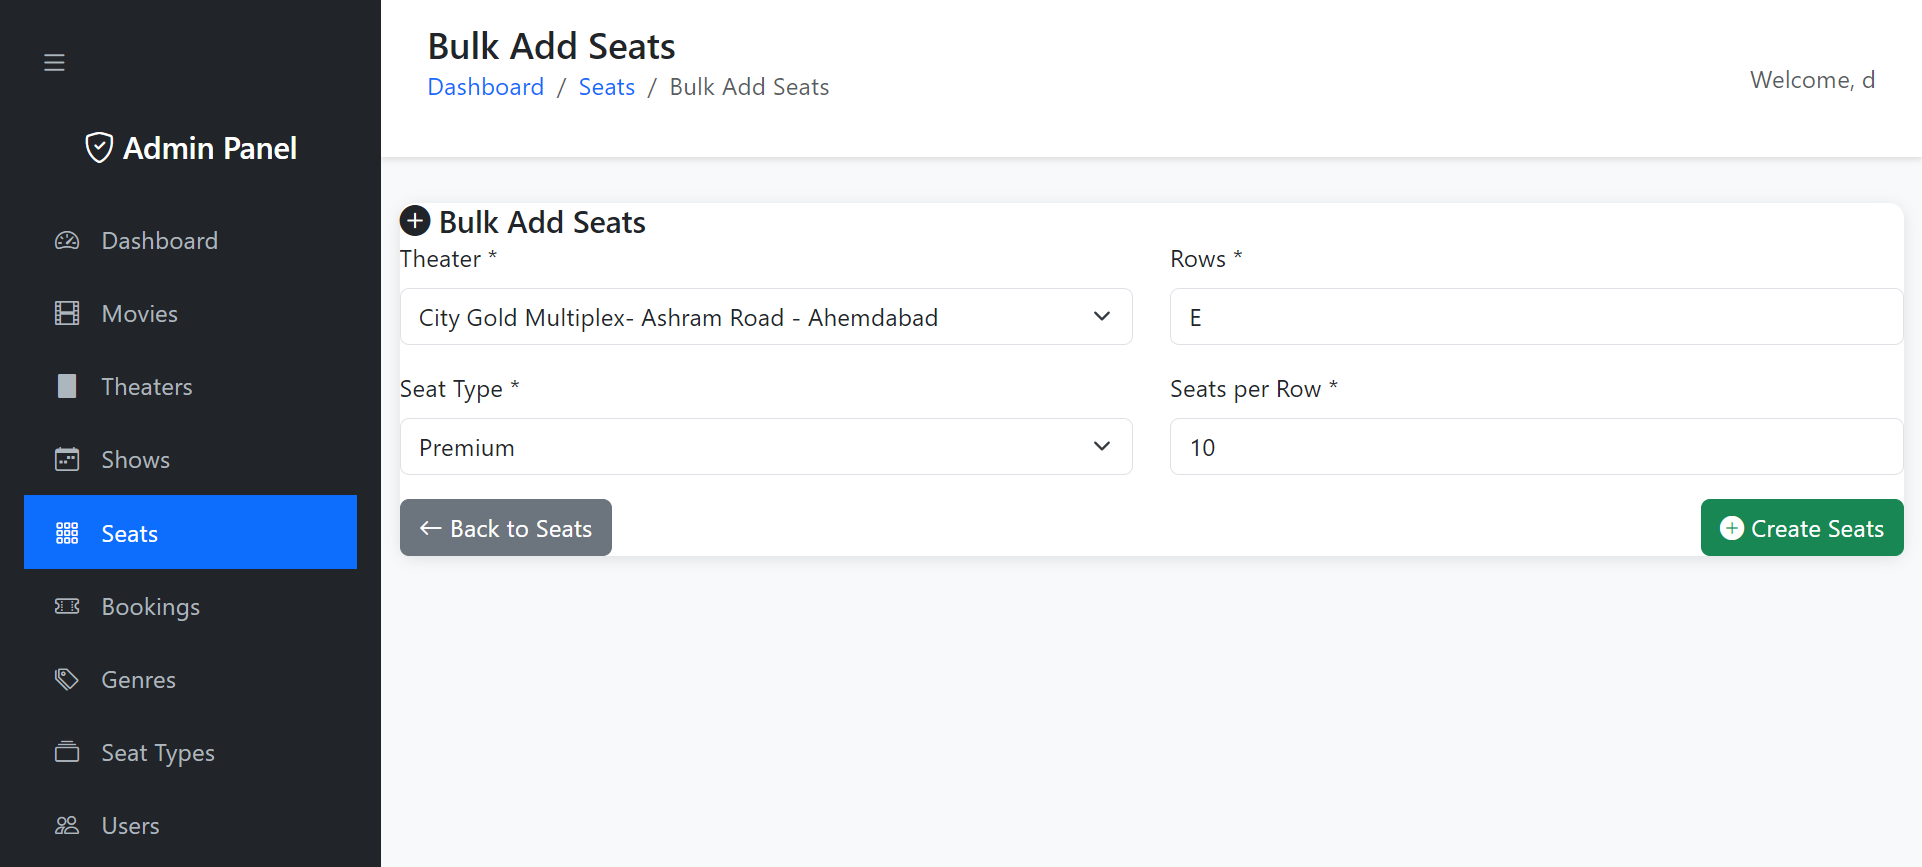 Admin Panel
Dashboard
Movies
Theaters
Shows
Seats
Bookings
Genres
Seat Types
Users
Bulk Add Seats
Dashboard / Seats / Bulk Add Seats
Welcome, d
Bulk Add Seats
Theater *
City Gold Multiplex- Ashram Road - Ahemdabad
Rows *
E
Seat Type *
Premium
Seats per Row *
10
Back to Seats
Create Seats